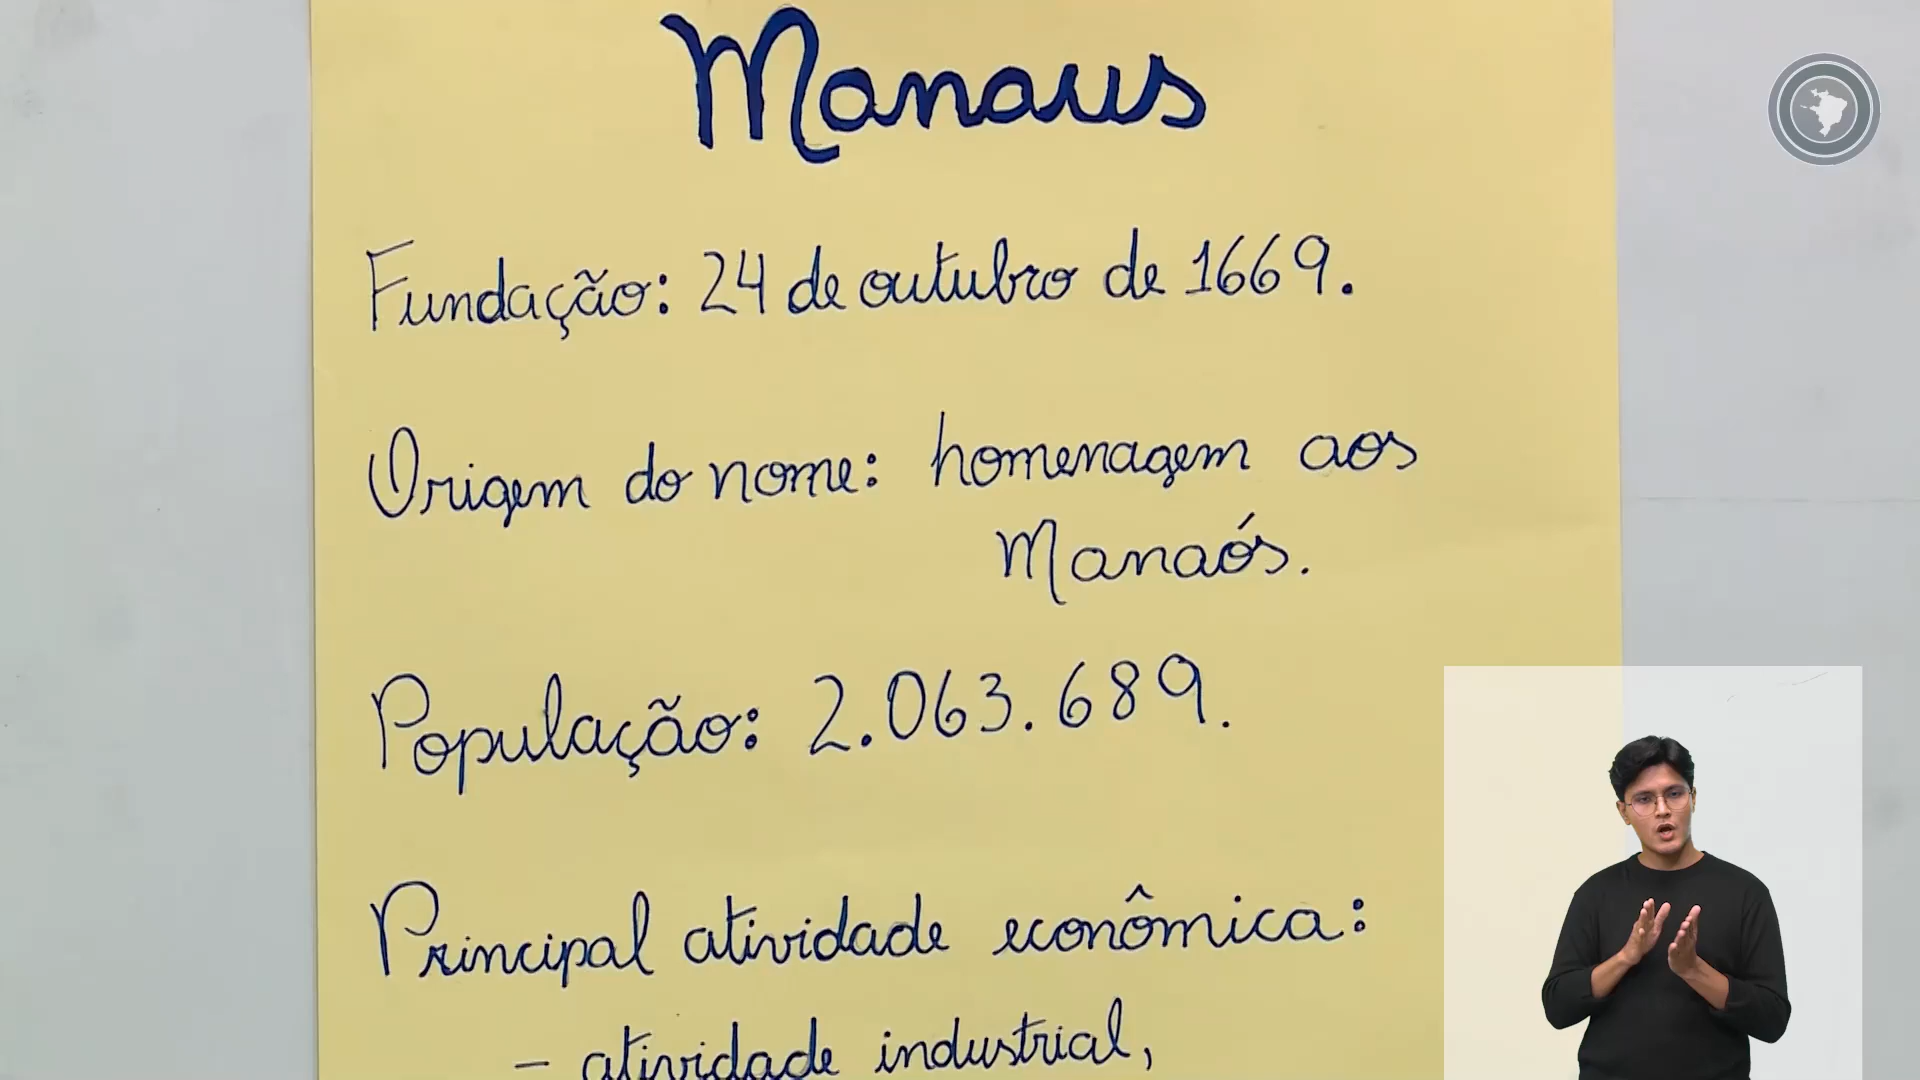 Manaus
Fundação: 24 de outubro de 1669.
Origem do nome: homenagem aos
Manaós.
População: 2.063.689.
Principal atividade econômica:
- atividade industrial,